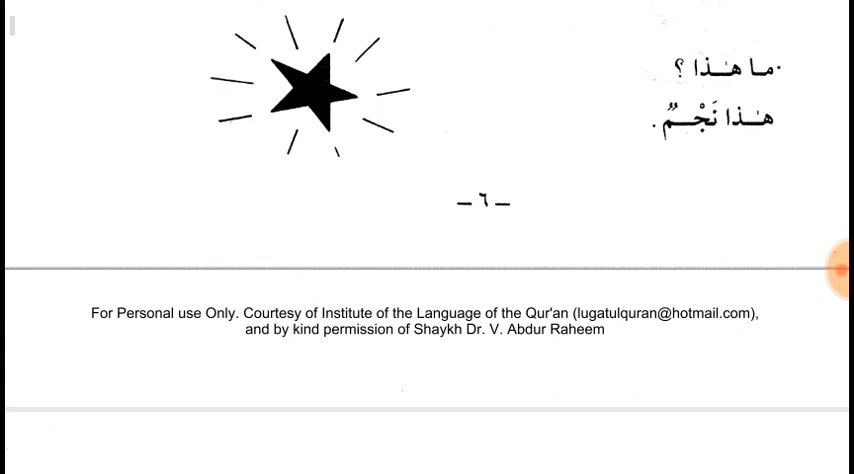 ما هٰذا ؟
هٰذا نَجْمٌ .
– ٦ –
For Personal use Only. Courtesy of Institute of the Language of the Qur'an (lugatulquran@hotmail.com),
and by kind permission of Shaykh Dr. V. Abdur Raheem